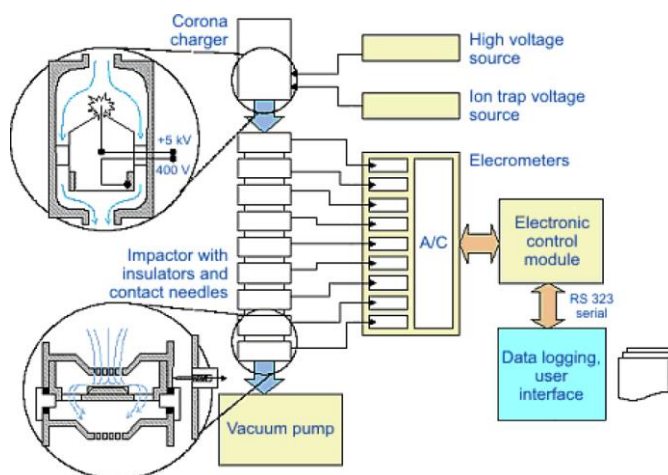 Corona
charger
High voltage
source
Ion trap voltage
source
+5 kV
400 V
Elecrometers
A/C
Electronic
control
module
Impactor with
insulators and
contact needles
RS 323
serial
Data logging,
user
interface
Vacuum pump